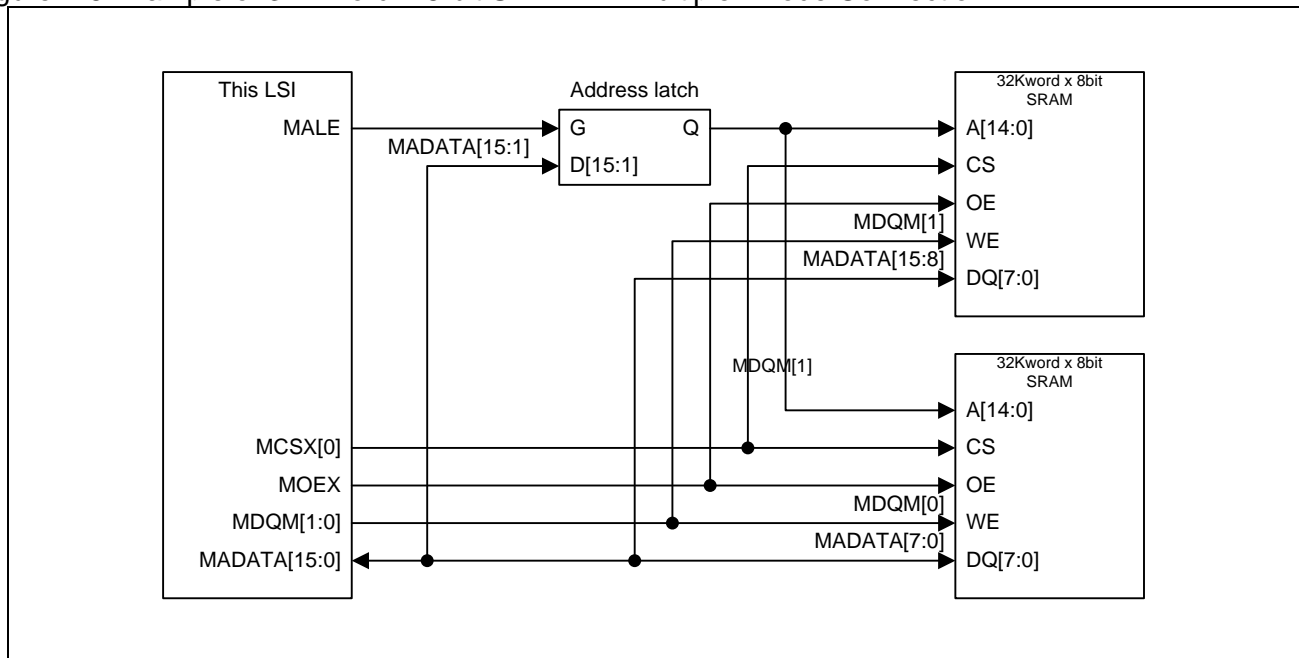 This LSI
MALE
MADATA[15:1]
Address latch
G Q
D[15:1]
32Kword x 8bit
SRAM
A[14:0]
CS
OE
MDQM[1]
WE
MADATA[15:8]
DQ[7:0]
MDQM[1]
32Kword x 8bit
SRAM
A[14:0]
MCSX[0]
CS
MOEX
OE
MDQM[1:0]
MDQM[0]
WE
MADATA[15:0]
MADATA[7:0]
DQ[7:0]